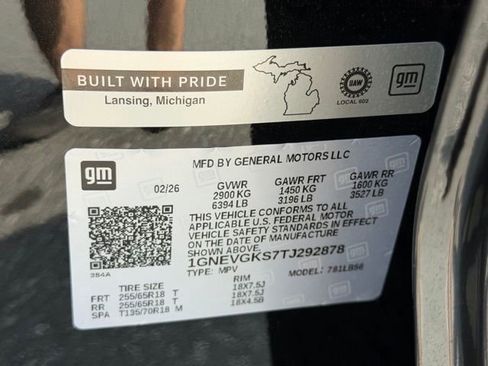 BUILT WITH PRIDE
Lansing, Michigan
UAW
LOCAL 602
gm
gm
MFD BY GENERAL MOTORS LLC
02/26
GVWR GAWR FRT GAWR RR
2900 KG 1450 KG 1600 KG
6394 LB 3196 LB 3527 LB
THIS VEHICLE CONFORMS TO ALL
APPLICABLE U.S. FEDERAL MOTOR
VEHICLE SAFETY STANDARDS IN EFFECT
ON THE DATE OF MANUFACTURE
SHOWN ABOVE.
1GNEVGKS7TJ292878
TYPE: MPV MODEL: 781LB56
384A
TIRE SIZE RIM
FRT 255/65R18 T 18X7.5J
RR 255/65R18 T 18X7.5J
SPA T135/70R18 M 18X4.5B